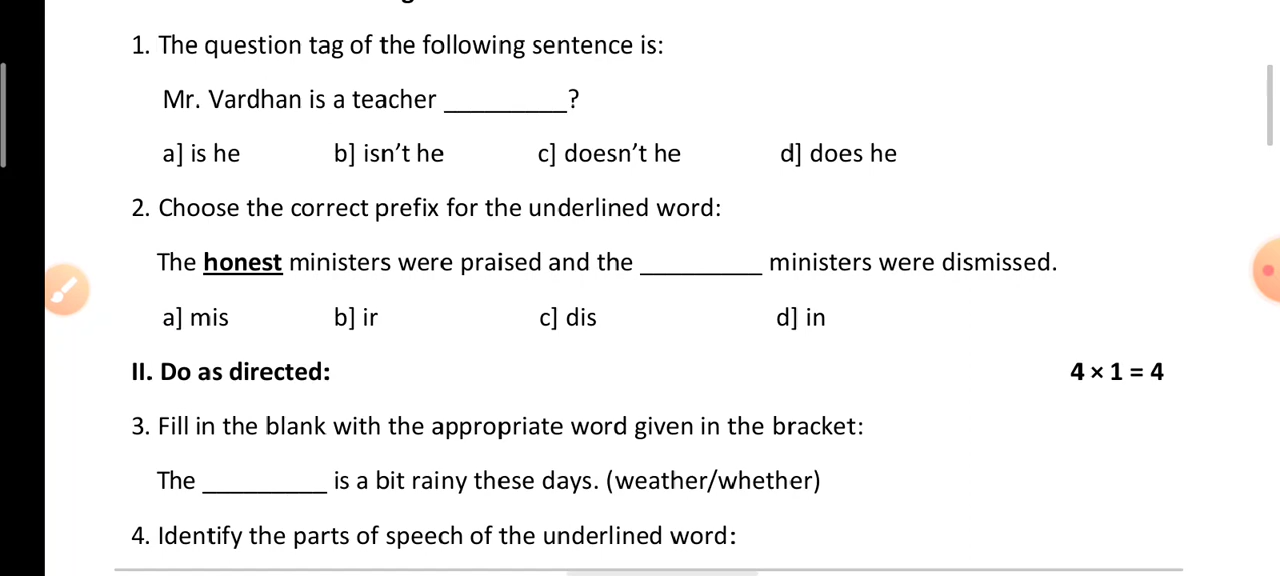 1. The question tag of the following sentence is:
Mr. Vardhan is a teacher _________?
a] is he b] isn’t he c] doesn’t he d] does he
2. Choose the correct prefix for the underlined word:
The honest ministers were praised and the _________ ministers were dismissed.
a] mis b] ir c] dis d] in
II. Do as directed: 4 × 1 = 4
3. Fill in the blank with the appropriate word given in the bracket:
The _________ is a bit rainy these days. (weather/whether)
4. Identify the parts of speech of the underlined word: